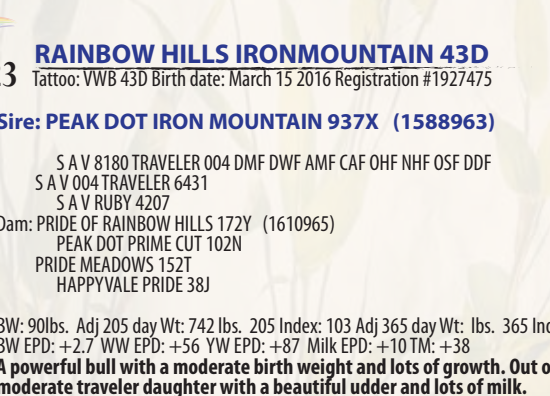 RAINBOW HILLS IRONMOUNTAIN 43D
3 Tattoo: VWB 43D Birth date: March 15 2016 Registration #1927475
Sire: PEAK DOT IRON MOUNTAIN 937X (1588963)
S A V 8180 TRAVELER 004 DMF DWF AMF CAF OHF NHF OSF DDF
S A V 004 TRAVELER 6431
S A V RUBY 4207
Dam: PRIDE OF RAINBOW HILLS 172Y (1610965)
PEAK DOT PRIME CUT 102N
PRIDE MEADOWS 152T
HAPPYVALE PRIDE 38J
BW: 90lbs. Adj 205 day Wt: 742 lbs. 205 Index: 103 Adj 365 day Wt: lbs. 365 Ind
BW EPD: +2.7 WW EPD: +56 YW EPD: +87 Milk EPD: +10 TM: +38
A powerful bull with a moderate birth weight and lots of growth. Out o
moderate traveler daughter with a beautiful udder and lots of milk.